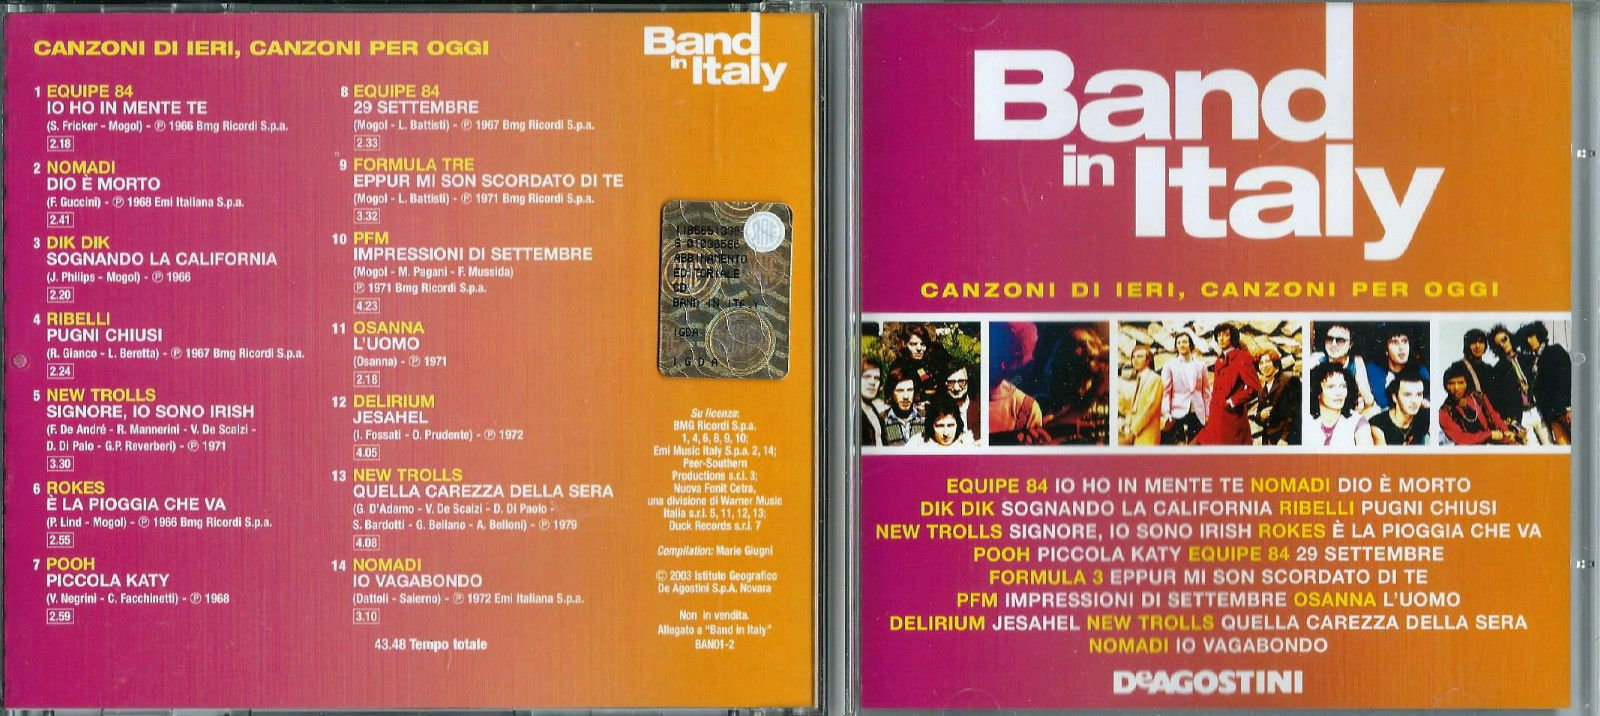 CANZONI DI IERI, CANZONI PER OGGI
1 EQUIPE 84
IO HO IN MENTE TE
(S. Fricker - Mogol) - ℗ 1966 Bmg Ricordi S.p.a.
2.18
2 NOMADI
DIO È MORTO
(F. Guccini) - ℗ 1968 Emi Italiana S.p.a.
2.41
3 DIK DIK
SOGNANDO LA CALIFORNIA
(J. Philips - Mogol) - ℗ 1966
2.20
4 RIBELLI
PUGNI CHIUSI
(R. Gianco - L. Beretta) - ℗ 1967 Bmg Ricordi S.p.a.
2.24
5 NEW TROLLS
SIGNORE, IO SONO IRISH
(F. De André - R. Mannerini - V. De Scalzi -
D. Di Palo - G.P. Reverberi) - ℗ 1971
3.30
6 ROKES
È LA PIOGGIA CHE VA
(P. Lind - Mogol) - ℗ 1966 Bmg Ricordi S.p.a.
2.55
7 POOH
PICCOLA KATY
(V. Negrini - C. Facchinetti) - ℗ 1968
2.59
8 EQUIPE 84
29 SETTEMBRE
(Mogol - L. Battisti) - ℗ 1967 Bmg Ricordi S.p.a.
2.33
9 FORMULA TRE
EPPUR MI SON SCORDATO DI TE
(Mogol - L. Battisti) - ℗ 1971 Bmg Ricordi S.p.a.
3.32
10 PFM
IMPRESSIONI DI SETTEMBRE
(Mogol - M. Pagani - F. Mussida)
℗ 1971 Bmg Ricordi S.p.a.
4.23
11 OSANNA
L'UOMO
(Osanna) - ℗ 1971
2.18
12 DELIRIUM
JESAHEL
(I. Fossati - O. Prudente) - ℗ 1972
4.05
13 NEW TROLLS
QUELLA CAREZZA DELLA SERA
(G. D'Adamo - V. De Scalzi - D. Di Palo -
S. Bardotti - G. Bellano - A. Belloni) - ℗ 1979
4.08
14 NOMADI
IO VAGABONDO
(Dattoli - Salerno) - ℗ 1972 Emi Italiana S.p.a.
3.10
43.48 Tempo totale
Band
in Italy
ABBINAMENTO
EDITORIALE
CD
BAND IN
IGDA
I G D A
Su licenza:
BMG Ricordi S.p.a.
1, 4, 6, 8, 9, 10;
Emi Music Italy S.p.a. 2, 14;
Peer-Southern
Productions s.r.l. 3;
Nuova Fonit Cetra,
una divisione di Warner Music
Italia s.r.l. 5, 11, 12, 13;
Duck Records s.r.l. 7
Compilation: Mario Giugni
© 2003 Istituto Geografico
De Agostini S.p.A. Novara
Non in vendita.
Allegato a "Band in Italy"
BAN01-2
Band
in Italy
CANZONI DI IERI, CANZONI PER OGGI
EQUIPE 84 IO HO IN MENTE TE NOMADI DIO È MORTO
DIK DIK SOGNANDO LA CALIFORNIA RIBELLI PUGNI CHIUSI
NEW TROLLS SIGNORE, IO SONO IRISH ROKES È LA PIOGGIA CHE VA
POOH PICCOLA KATY EQUIPE 84 29 SETTEMBRE
FORMULA 3 EPPUR MI SON SCORDATO DI TE
PFM IMPRESSIONI DI SETTEMBRE OSANNA L'UOMO
DELIRIUM JESAHEL NEW TROLLS QUELLA CAREZZA DELLA SERA
NOMADI IO VAGABONDO
DeAGOSTINI